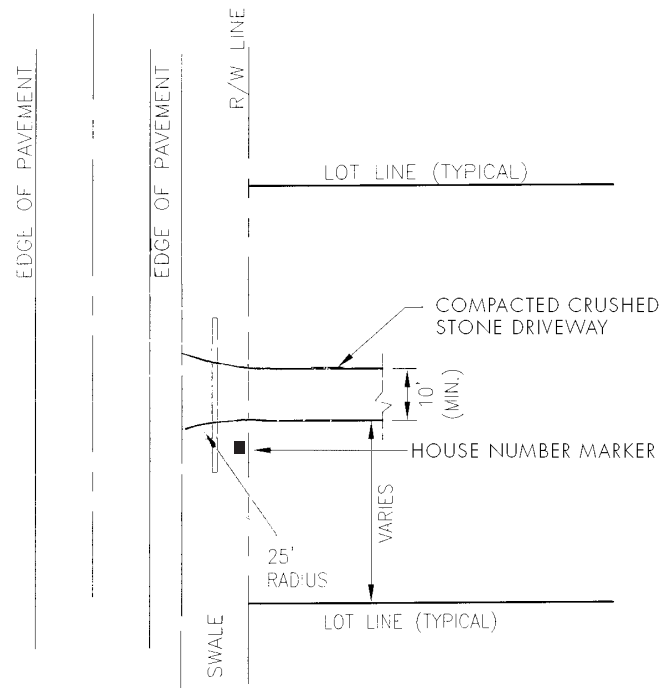 EDGE OF PAVEMENT
EDGE OF PAVEMENT
R/W LINE
LOT LINE (TYPICAL)
COMPACTED CRUSHED
STONE DRIVEWAY
10'
(MIN.)
HOUSE NUMBER MARKER
VARIES
25'
RADIUS
LOT LINE (TYPICAL)
SWALE